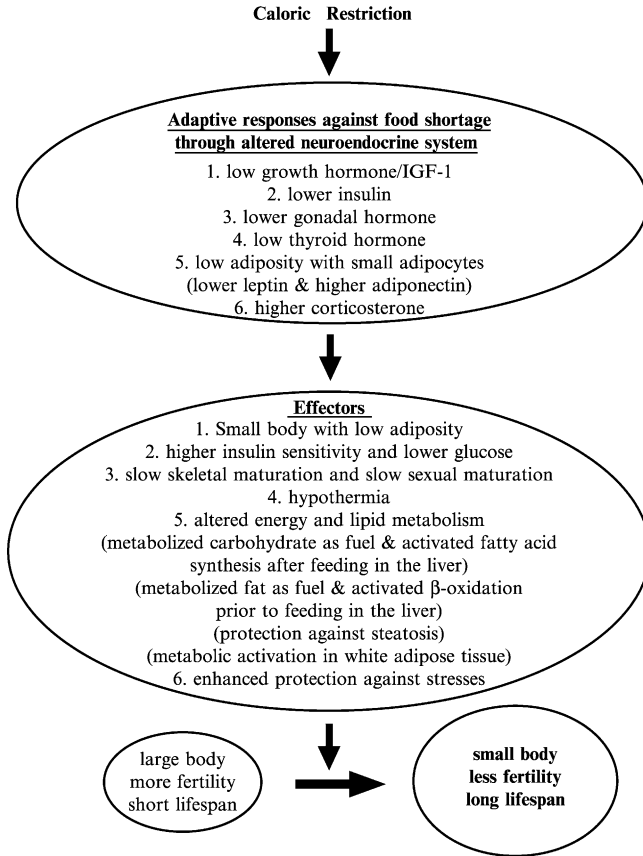 Caloric Restriction
Adaptive responses against food shortage
through altered neuroendocrine system
1. low growth hormone/IGF-1
2. lower insulin
3. lower gonadal hormone
4. low thyroid hormone
5. low adiposity with small adipocytes
(lower leptin & higher adiponectin)
6. higher corticosterone
Effectors
1. Small body with low adiposity
2. higher insulin sensitivity and lower glucose
3. slow skeletal maturation and slow sexual maturation
4. hypothermia
5. altered energy and lipid metabolism
(metabolized carbohydrate as fuel & activated fatty acid
synthesis after feeding in the liver)
(metabolized fat as fuel & activated β-oxidation
prior to feeding in the liver)
(protection against steatosis)
(metabolic activation in white adipose tissue)
6. enhanced protection against stresses
large body
more fertility
short lifespan
small body
less fertility
long lifespan